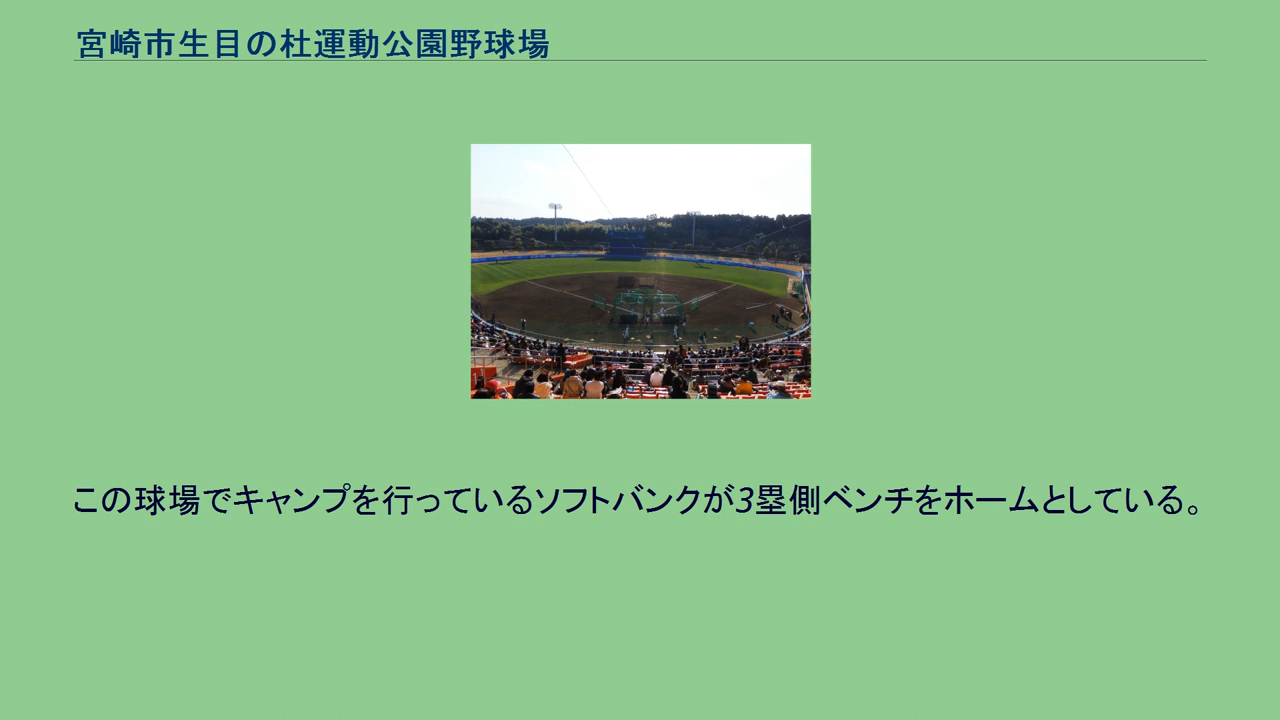 宮崎市生目の杜運動公園野球場
この球場でキャンプを行っているソフトバンクが3塁側ベンチをホームとしている。